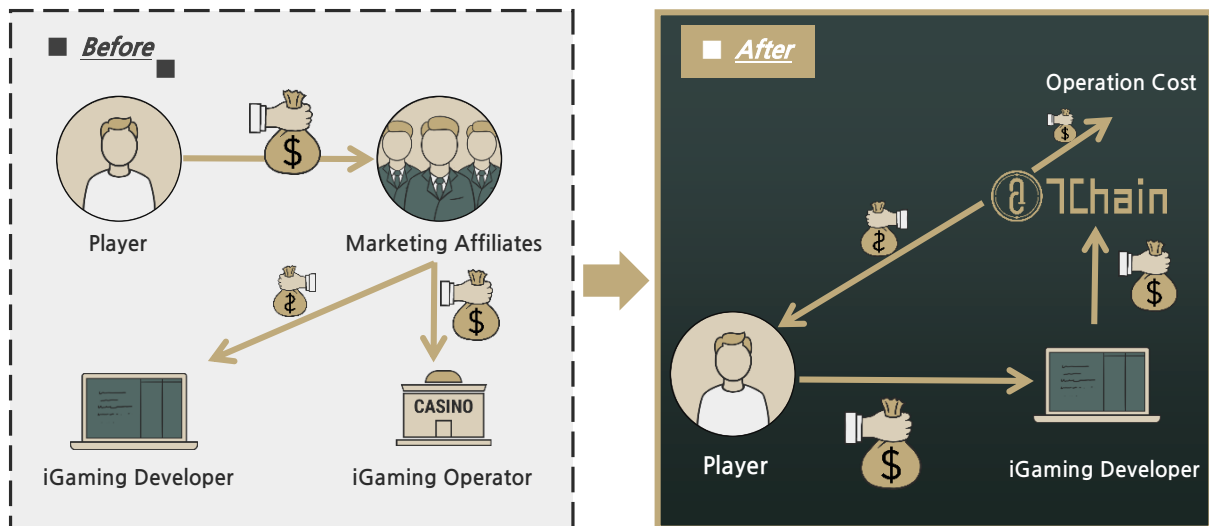 Before
After
Operation Cost
$
$
7Chain
$
$
Player
Marketing Affiliates
$
$
$
CASINO
$
iGaming Developer
iGaming Operator
Player
iGaming Developer